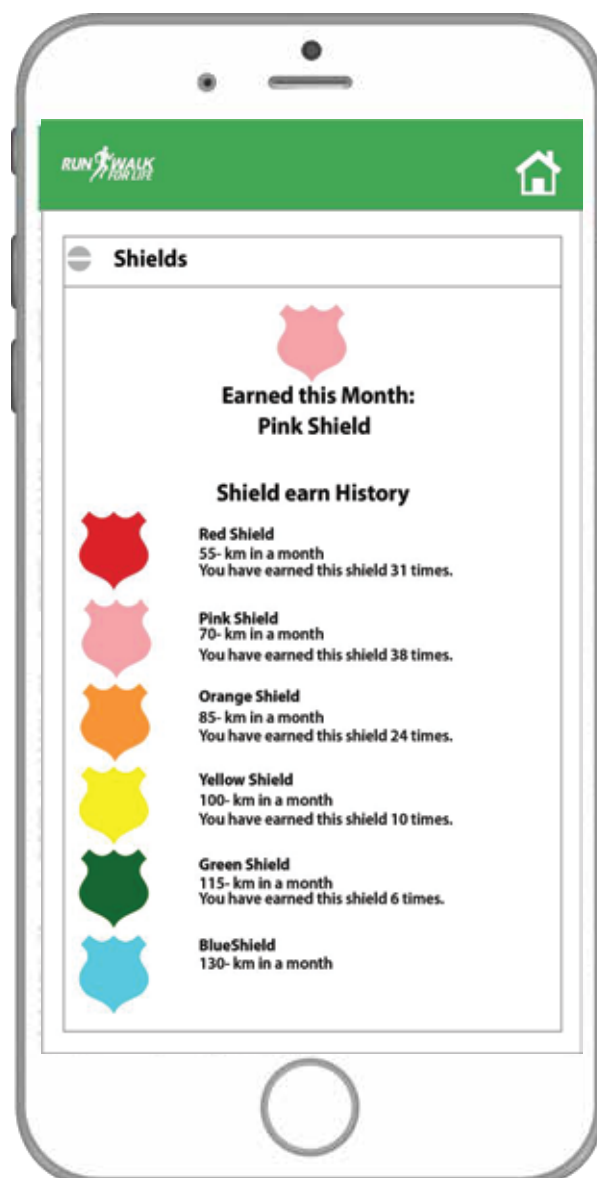 RUN WALK
FOR LIFE
Shields
Earned this Month:
Pink Shield
Shield earn History
Red Shield
55- km in a month
You have earned this shield 31 times.
Pink Shield
70- km in a month
You have earned this shield 38 times.
Orange Shield
85- km in a month
You have earned this shield 24 times.
Yellow Shield
100- km in a month
You have earned this shield 10 times.
Green Shield
115- km in a month
You have earned this shield 6 times.
BlueShield
130- km in a month